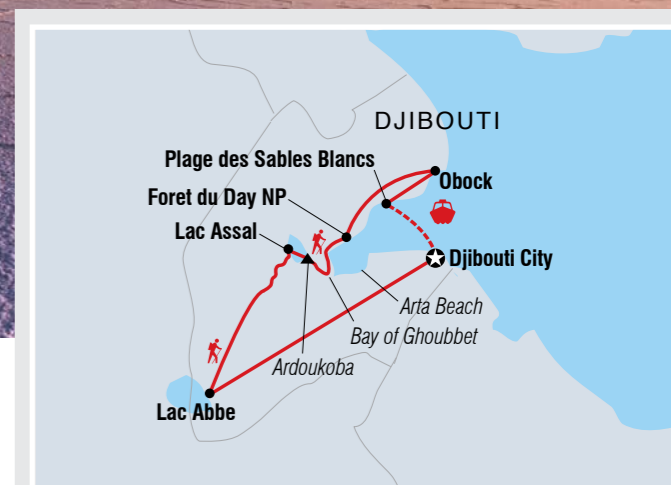 DJIBOUTI
Plage des Sables Blancs
Obock
Foret du Day NP
Lac Assal
Djibouti City
Arta Beach
Bay of Ghoubbet
Ardoukoba
Lac Abbe